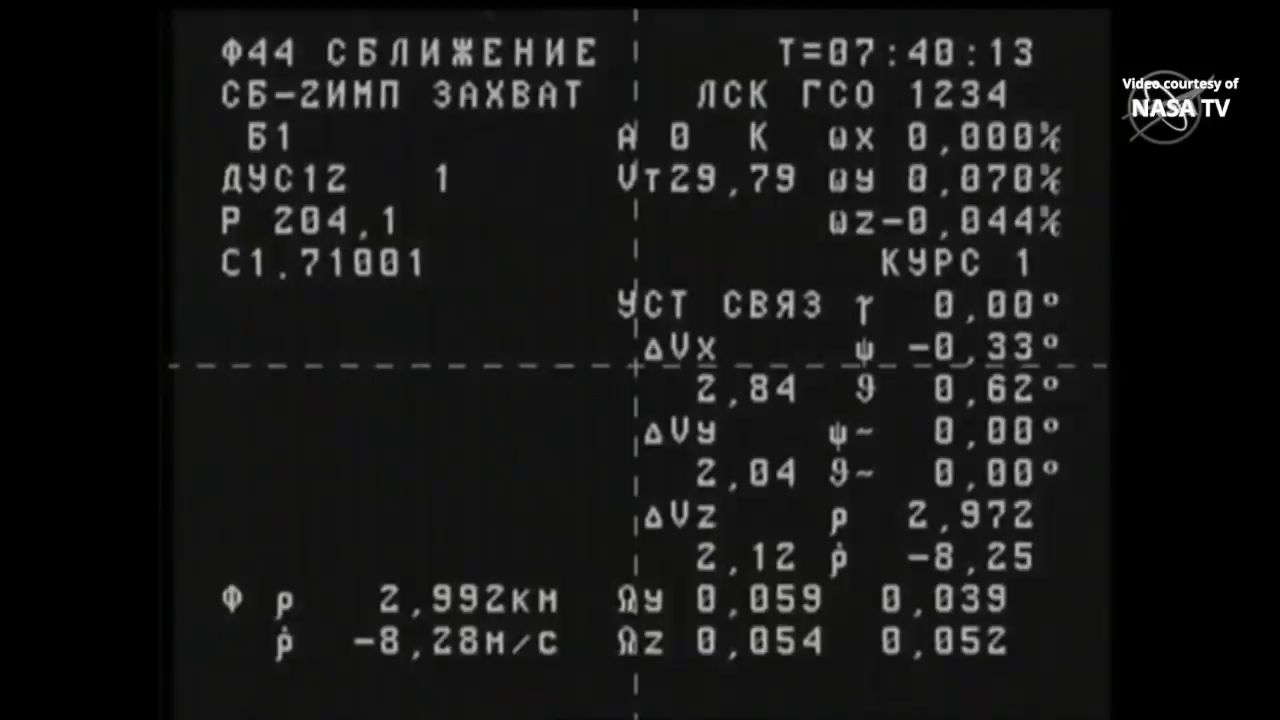 Ф44 СБЛИЖЕНИЕ T=07:40:13
СБ-2ИМП ЗАХВАТ ЛСК ГСО 1234
Б1 А 0 К ωx 0,000%
ДУС12 1 Vт29,79 ωy 0,070%
Р 204,1 ωz-0,044%
С1.71001 КУРС 1
УСТ СВЯЗ γ 0,00°
ΔVx ψ -0,33°
2,84 ϑ 0,62°
ΔVy ψ~ 0,00°
2,04 ϑ~ 0,00°
ΔVz ρ 2,972
2,12 ρ̇ -8,25
Ф ρ 2,992км Ωy 0,059 0,039
ρ̇ -8,28м/с Ωz 0,054 0,052
Video courtesy of
NASA TV